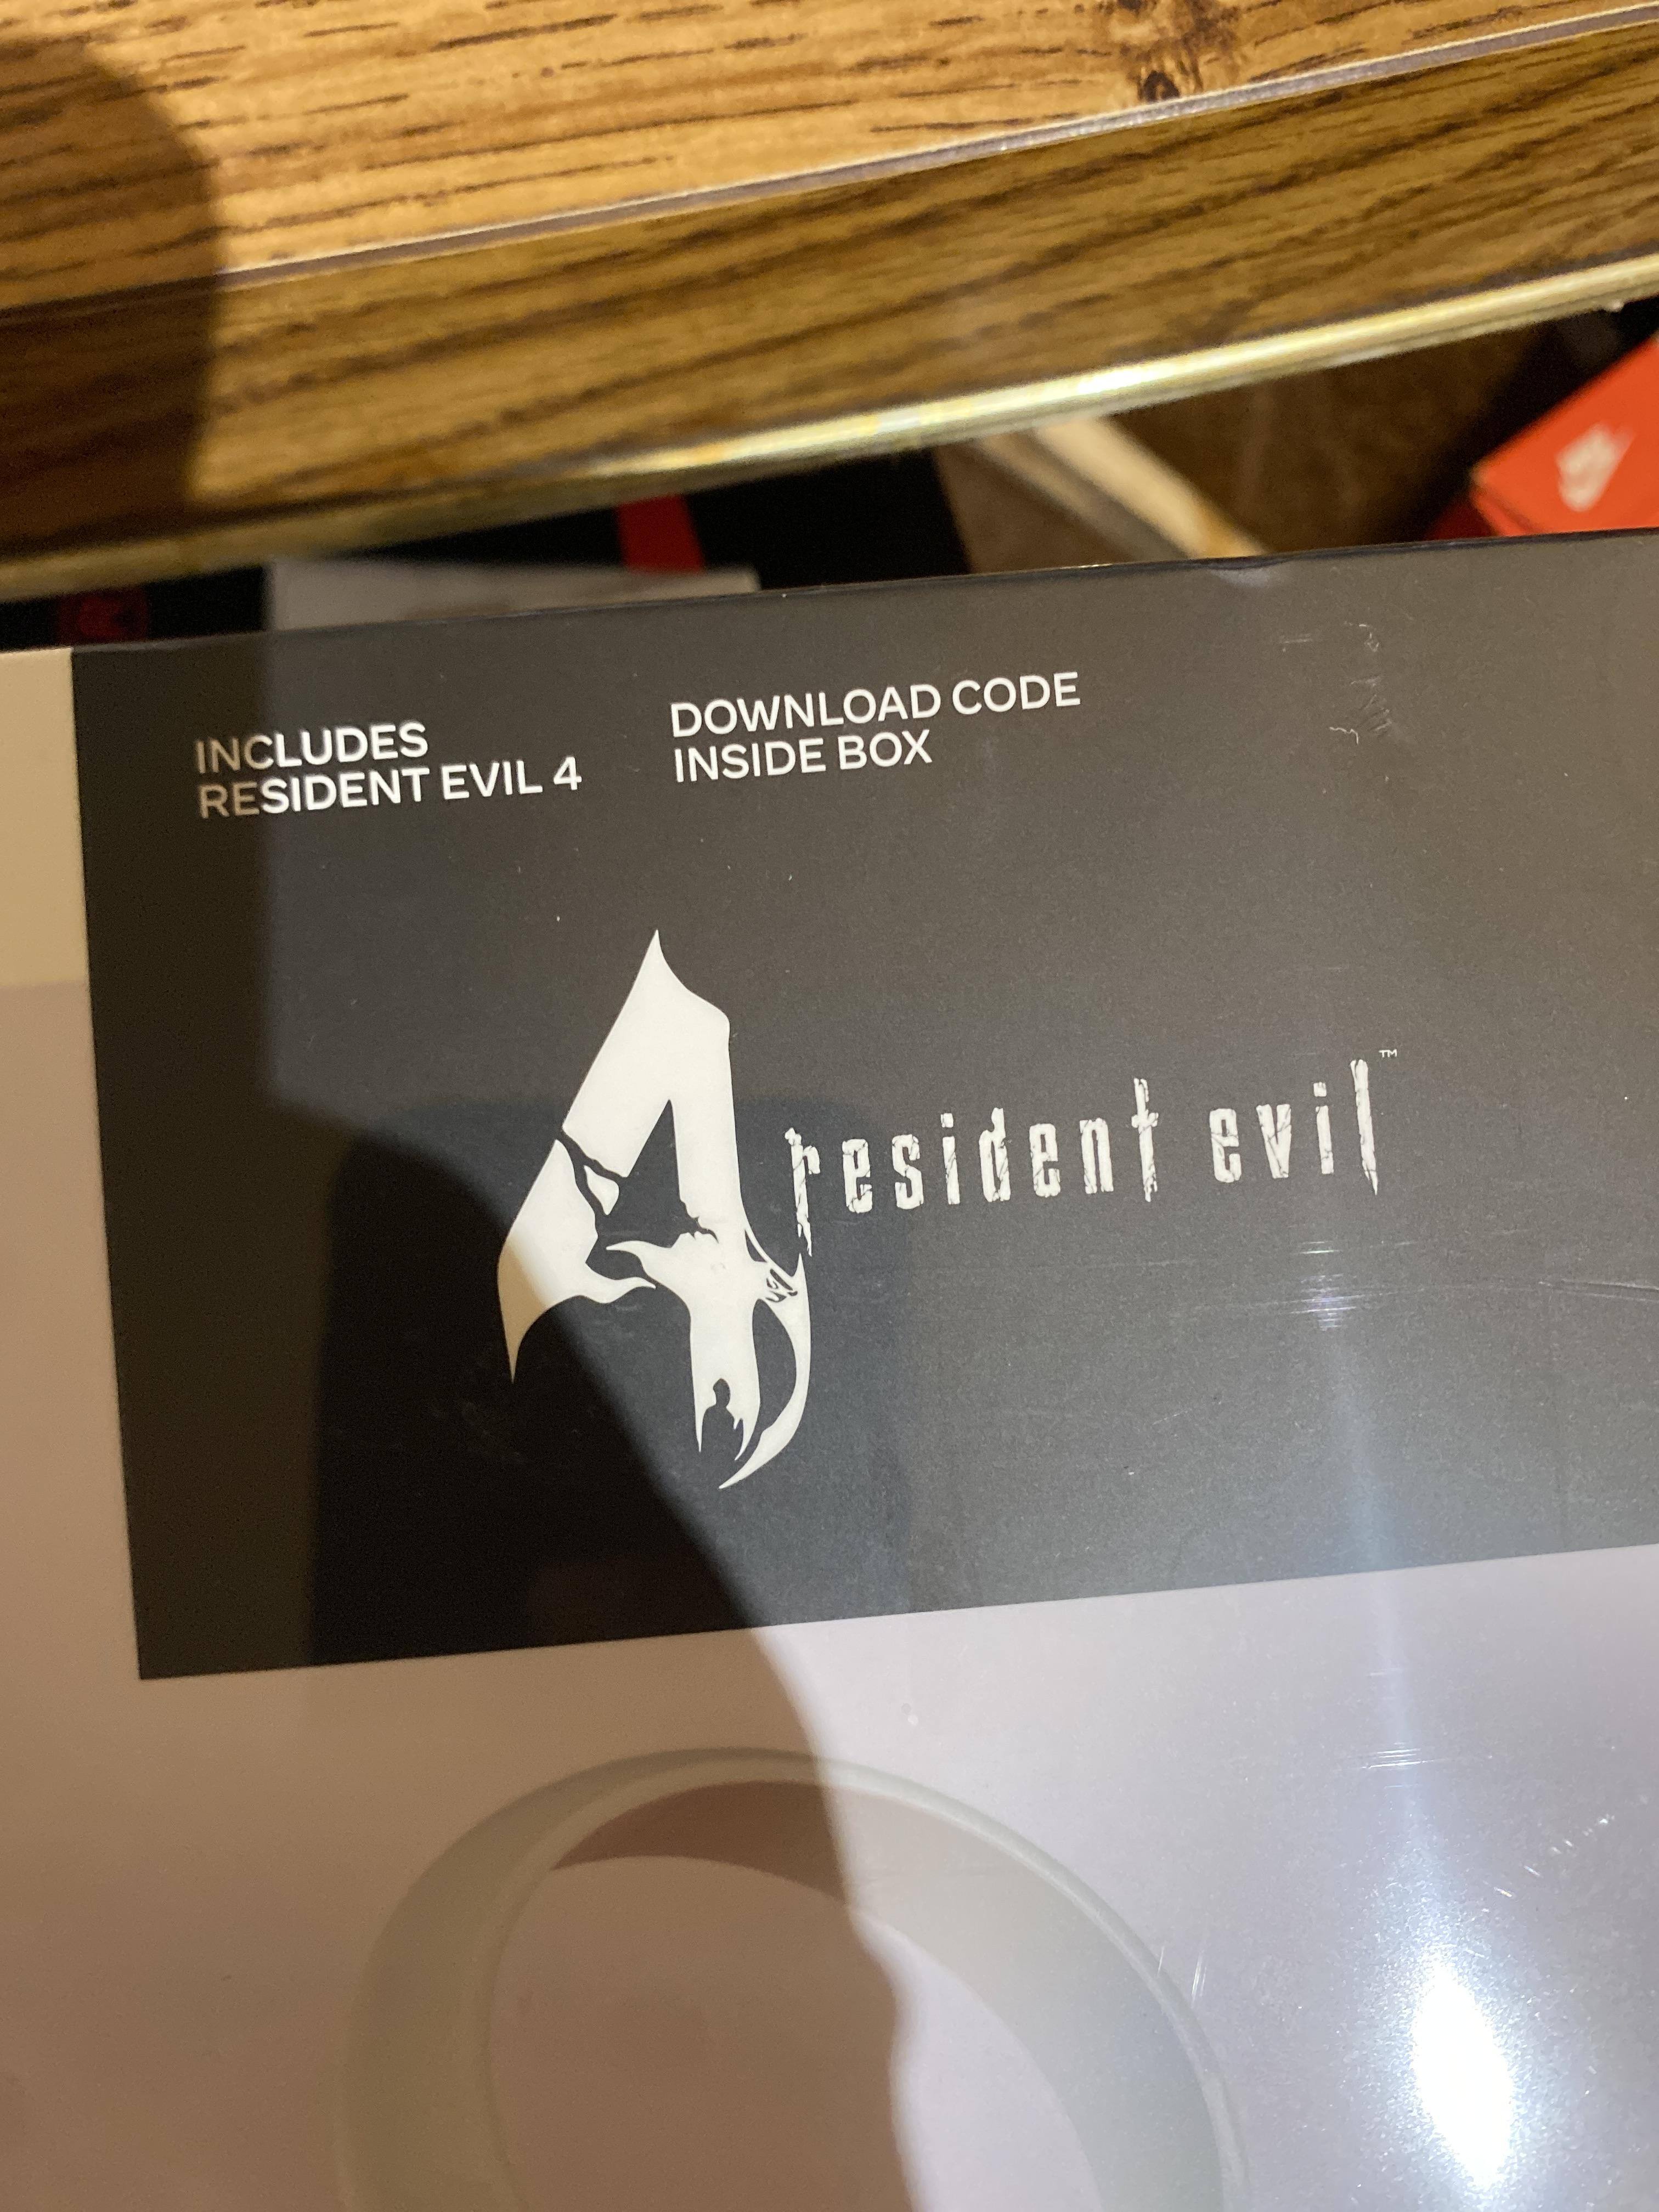 INCLUDES
RESIDENT EVIL 4
DOWNLOAD CODE
INSIDE BOX
4 resident evil™